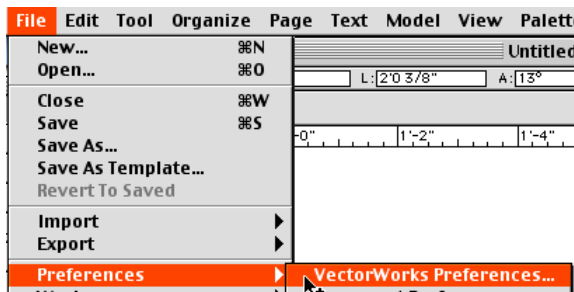 File Edit Tool Organize Page Text Model View Palett
New... ⌘N
Untitled
Open... ⌘O
L: 2'0 3/8" A: 13°
Close ⌘W
Save ⌘S
-0" 1'-2" 1'-4"
Save As...
Save As Template...
Revert To Saved
Import
Export
Preferences VectorWorks Preferences...